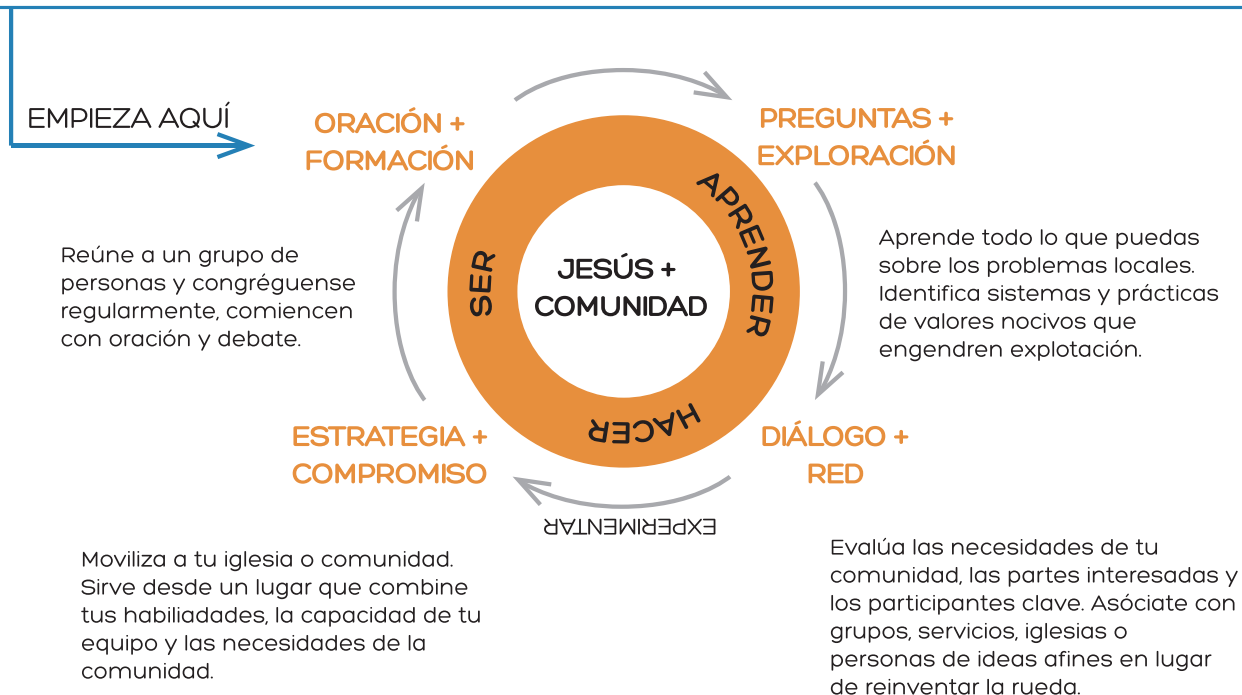 EMPIEZA AQUÍ
ORACIÓN +
FORMACIÓN
PREGUNTAS +
EXPLORACIÓN
Reúne a un grupo de
personas y congréguense
regularmente, comiencen
con oración y debate.
SER
APRENDER
HACER
JESÚS +
COMUNIDAD
Aprende todo lo que puedas
sobre los problemas locales.
Identifica sistemas y prácticas
de valores nocivos que
engendren explotación.
ESTRATEGIA +
COMPROMISO
DIÁLOGO +
RED
EXPERIMENTAR
Moviliza a tu iglesia o comunidad.
Sirve desde un lugar que combine
tus habiliadades, la capacidad de tu
equipo y las necesidades de la
comunidad.
Evalúa las necesidades de tu
comunidad, las partes interesadas y
los participantes clave. Asóciate con
grupos, servicios, iglesias o
personas de ideas afines en lugar
de reinventar la rueda.